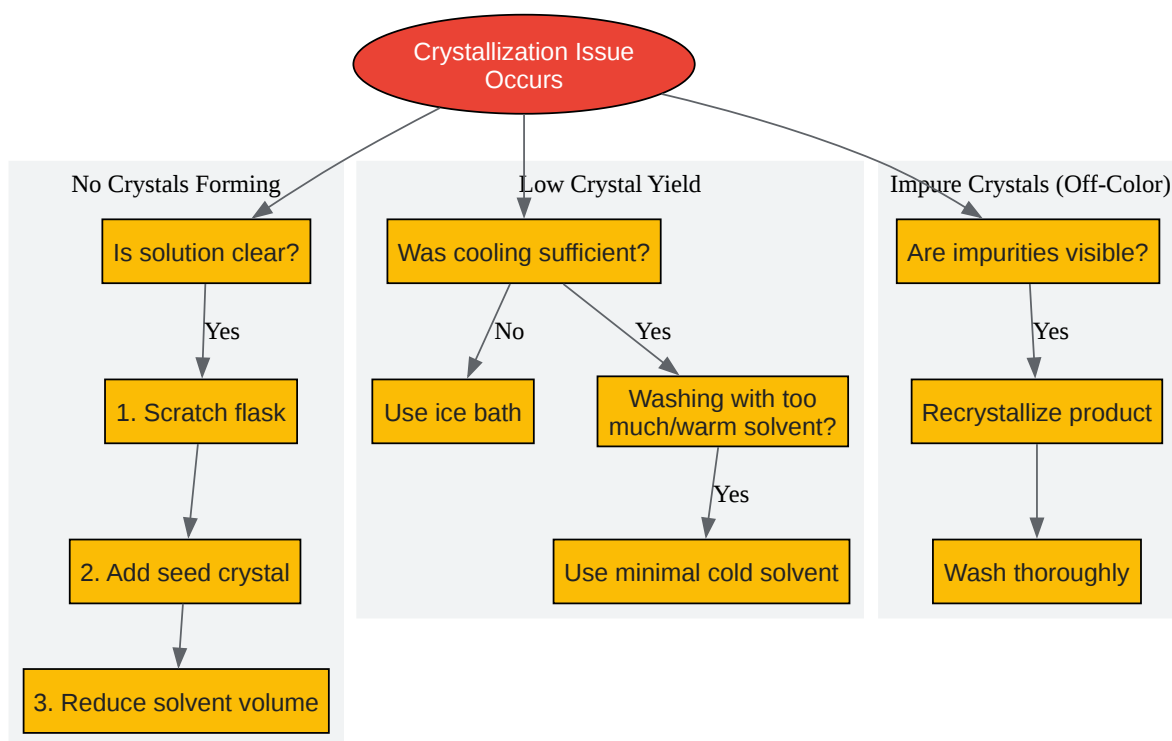 Crystallization Issue
Occurs
No Crystals Forming
Is solution clear?
Yes
1. Scratch flask
2. Add seed crystal
3. Reduce solvent volume
Low Crystal Yield
Was cooling sufficient?
No
Yes
Use ice bath
Washing with too
much/warm solvent?
Yes
Use minimal cold solvent
Impure Crystals (Off-Color)
Are impurities visible?
Yes
Recrystallize product
Wash thoroughly